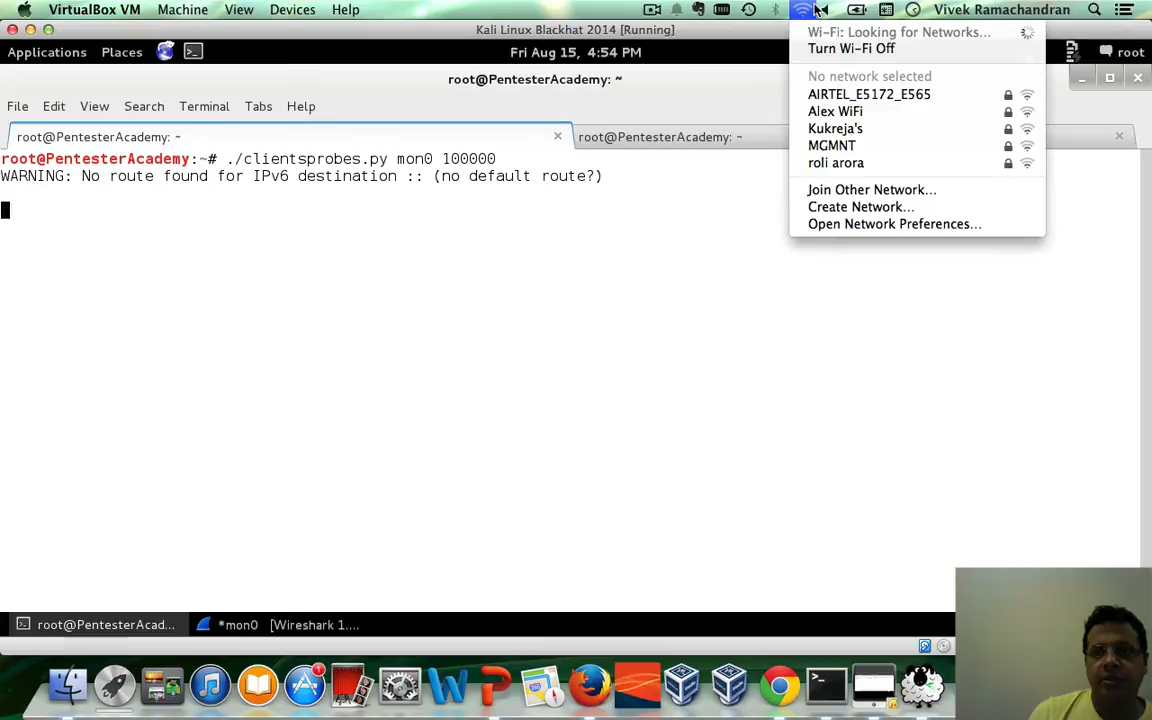 VirtualBox VM Machine View Devices Help Vivek Ramachandran
Kali Linux Blackhat 2014 [Running]
Applications Places Fri Aug 15, 4:54 PM root
root@PentesterAcademy: ~
File Edit View Search Terminal Tabs Help
root@PentesterAcademy: ~ root@PentesterAcademy: ~
root@PentesterAcademy:~# ./clientsprobes.py mon0 100000
WARNING: No route found for IPv6 destination :: (no default route?)
Wi-Fi: Looking for Networks...
Turn Wi-Fi Off
No network selected
AIRTEL_E5172_E565
Alex WiFi
Kukreja's
MGMNT
roli arora
Join Other Network...
Create Network...
Open Network Preferences...
root@PentesterAcad... *mon0 [Wireshark 1....